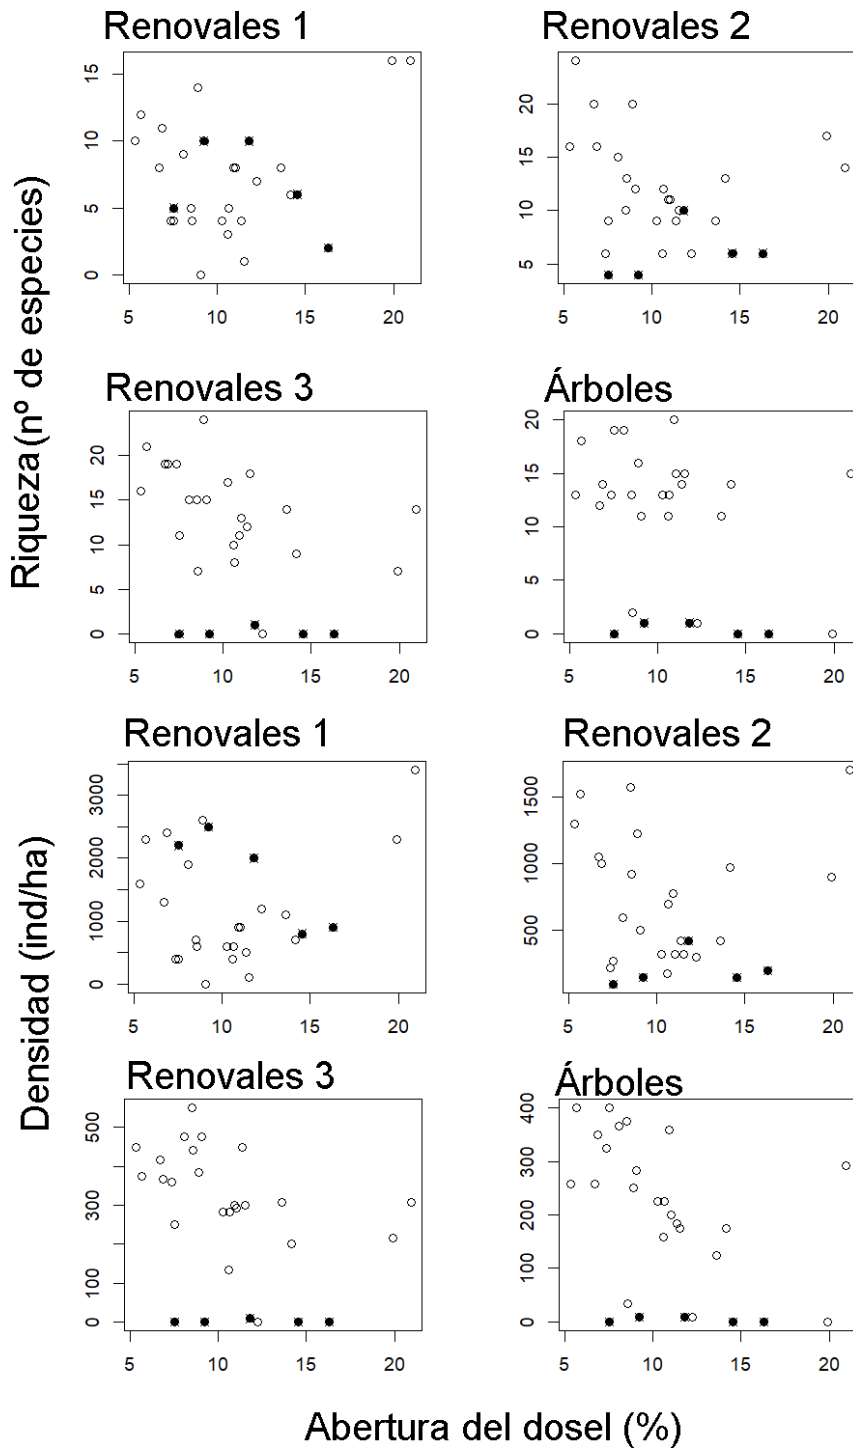 Renovales 1
Renovales 2
0 5 10 15
5 10 15 20
5 10 15 20
5 10 15 20
Riqueza (nº de especies)
Renovales 3
Árboles
0 5 10 15 20
0 5 10 15 20
5 10 15 20
5 10 15 20
Renovales 1
Renovales 2
0 1000 2000 3000
500 1000 1500
5 10 15 20
5 10 15 20
Densidad (ind/ha)
Renovales 3
Árboles
0 100 300 500
0 100 200 300 400
5 10 15 20
5 10 15 20
Abertura del dosel (%)